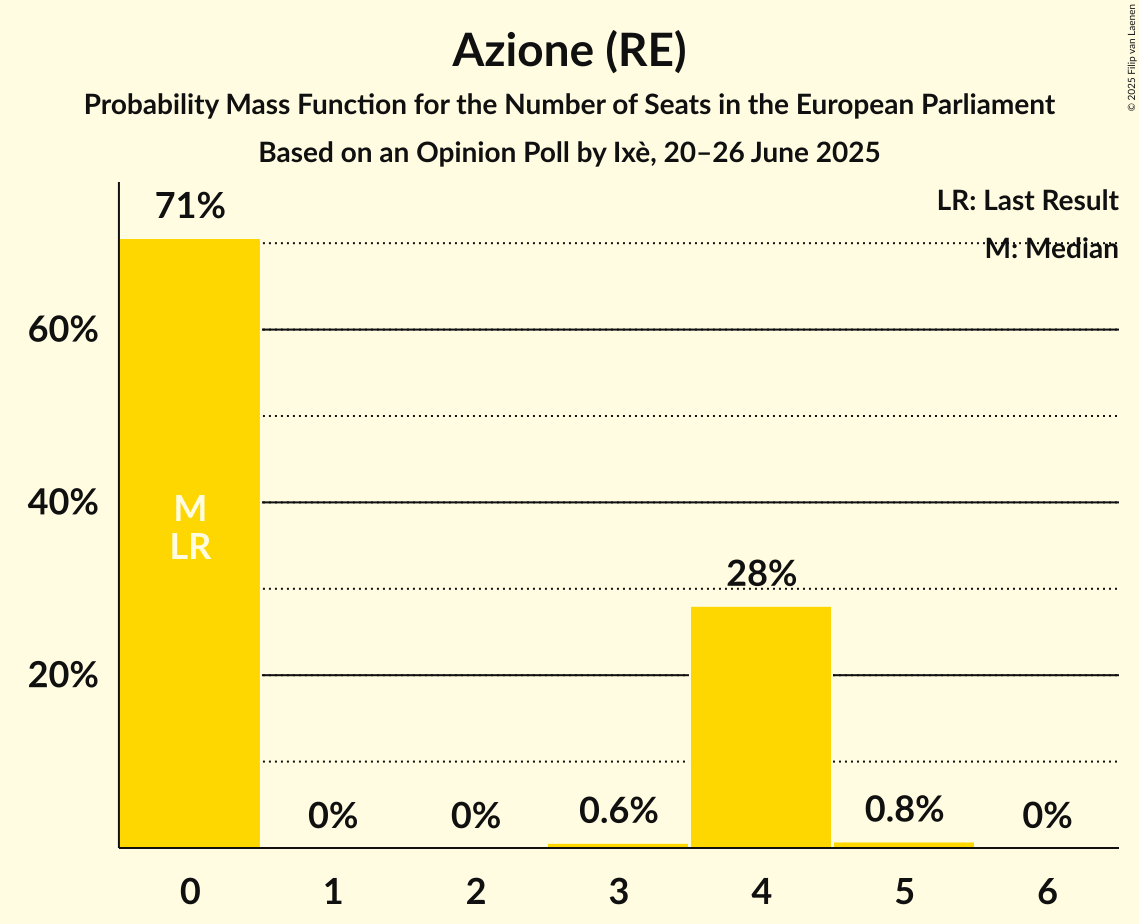 Azione (RE)
Probability Mass Function for the Number of Seats in the European Parliament
Based on an Opinion Poll by Ixè, 20–26 June 2025
© 2025 Filip van Laenen
LR: Last Result
M: Median
71%
60%
40%
20%
M
LR
0%
0%
0.6%
28%
0.8%
0%
0 1 2 3 4 5 6